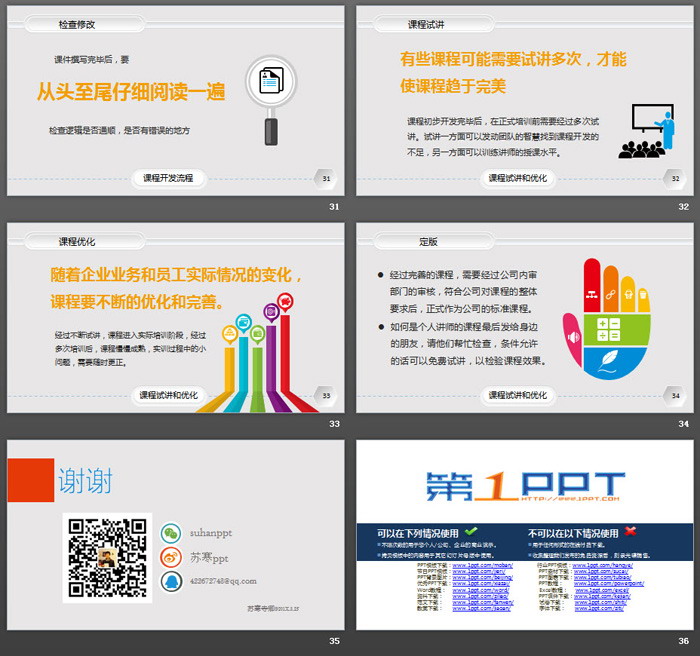 检查修改
课件撰写完毕后，要
从头至尾仔细阅读一遍
检查逻辑是否通顺，是否有错误的地方
课程开发流程
31
31
课程试讲
有些课程可能需要试讲多次，才能
使课程趋于完美
课程初步开发完毕后，在正式培训前需要经过多次试
讲。试讲一方面可以发动团队的智慧找到课程开发的
不足，另一方面可以训练讲师的授课水平。
课程试讲和优化
32
32
课程优化
随着企业业务和员工实际情况的变化，
课程要不断的优化和完善。
经过不断试讲，课程进入实际培训阶段，经过
多次培训后，课程慢慢成熟，实训过程中的小
问题，需要随时更正。
课程试讲和优化
33
33
定版
经过完善的课程，需要经过公司内审
部门的审核，符合公司对课程的整体
要求后，正式作为公司的标准课程。
如何是个人讲师的课程最后发给身边
的朋友，请他们帮忙检查，条件允许
的话可以免费试讲，以检验课程效果。
课程试讲和优化
34
34
谢谢
suhanppt
苏寒ppt
422672748@qq.com
35
第1PPT
HTTP://WWW.1PPT.COM
可以在下列情况使用
不可以在以下情况使用
PPT模板下载：www.1ppt.com/moban/
行业PPT模板：www.1ppt.com/hangye/
节日PPT模板：www.1ppt.com/jieri/
PPT素材下载：www.1ppt.com/sucai/
PPT背景图片：www.1ppt.com/beijing/
PPT图表下载：www.1ppt.com/tubiao/
优秀PPT下载：www.1ppt.com/xiazai/
PPT教程：www.1ppt.com/powerpoint/
Word教程：www.1ppt.com/word/
Excel教程：www.1ppt.com/excel/
资料下载：www.1ppt.com/ziliao/
PPT课件下载：www.1ppt.com/kejian/
范文下载：www.1ppt.com/fanwen/
试卷下载：www.1ppt.com/shiti/
教案下载：www.1ppt.com/jiaoan/
字体下载：www.1ppt.com/ziti/
36